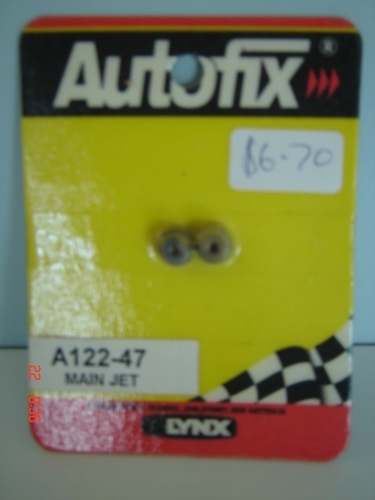 Autofix®
$6-70
A122-47
MAIN JET
LYNX